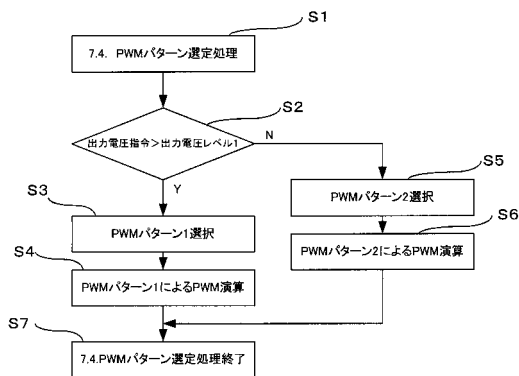 S1
7.4. PWMパターン選定処理
S2
出力電圧指令>出力電圧レベル1
N
Y
S3
PWMパターン1選択
S4
PWMパターン1によるPWM演算
S5
PWMパターン2選択
S6
PWMパターン2によるPWM演算
S7
7.4.PWMパターン選定処理終了